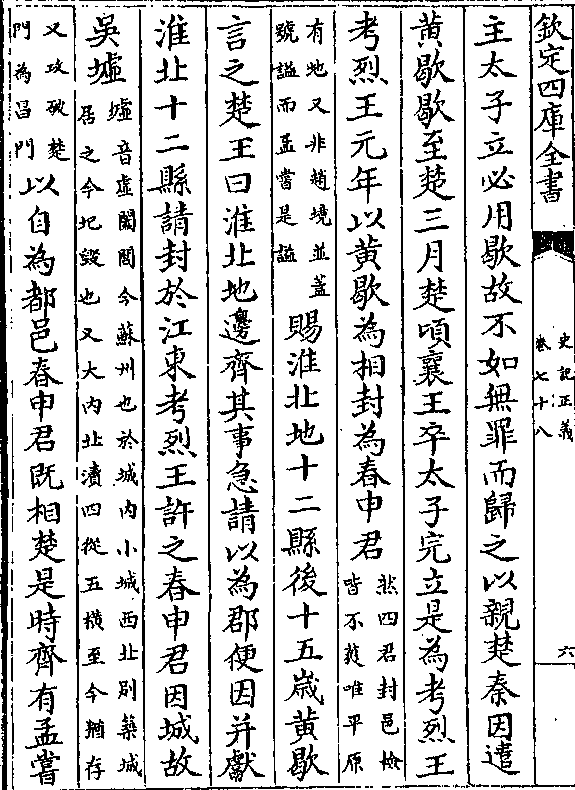 欽定四庫全書
史記正義
卷七十八
六
主太子立必用歇故不如無罪而歸之以親楚秦因遣
黄歇歇至楚三月楚頃襄王卒太子完立是為考烈王
考烈王元年以黄歇為相封為春申君
然四君封邑檢
皆不獲唯平原
有地又非趙境並蓋
號謚而孟嘗是謚
賜淮北地十二縣後十五歲黄歇
言之楚王曰淮北地邊齊其事急請以為郡便因并獻
淮北十二縣請封於江東考烈王許之春申君因城故
吳墟
墟音虚闔閭今蘇州也於城内小城西北别築城
居之今圮毁也又大内北瀆四從五横至今猶存
又攻破楚
門為昌門
以自為都邑春申君既相楚是時齊有孟嘗